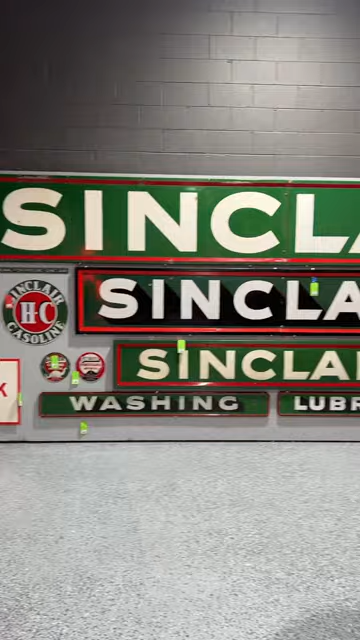 SINCLA
SINCLAIR
H-C
GASOLINE
SINCLA
SINCLAI
K
WASHING
LUBR